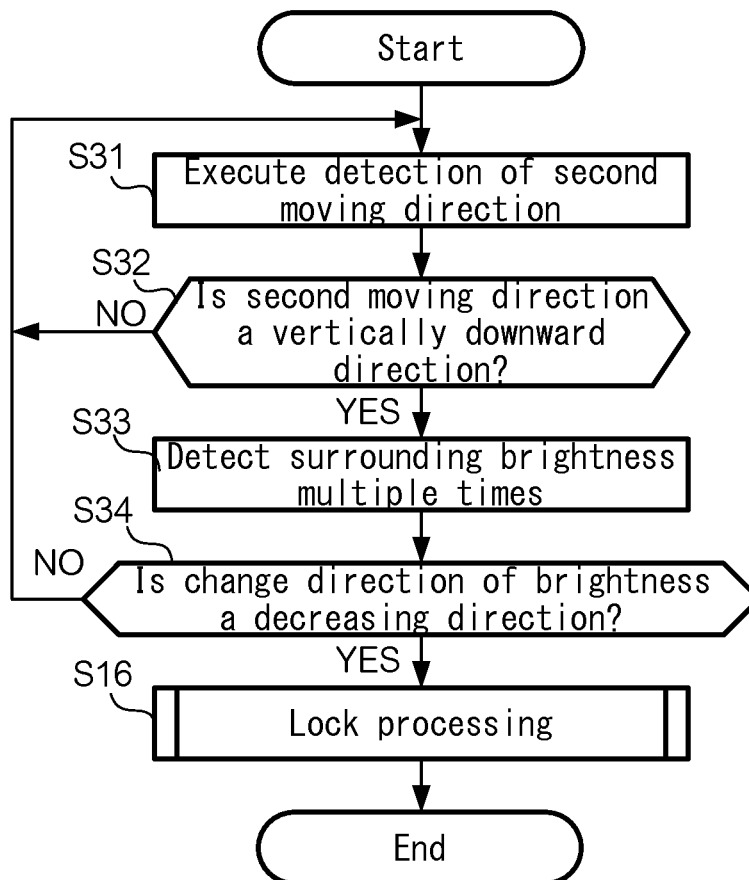 Start
S31
Execute detection of second
moving direction
S32
Is second moving direction
a vertically downward
direction?
NO
YES
S33
Detect surrounding brightness
multiple times
S34
NO
Is change direction of brightness
a decreasing direction?
YES
S16
Lock processing
End